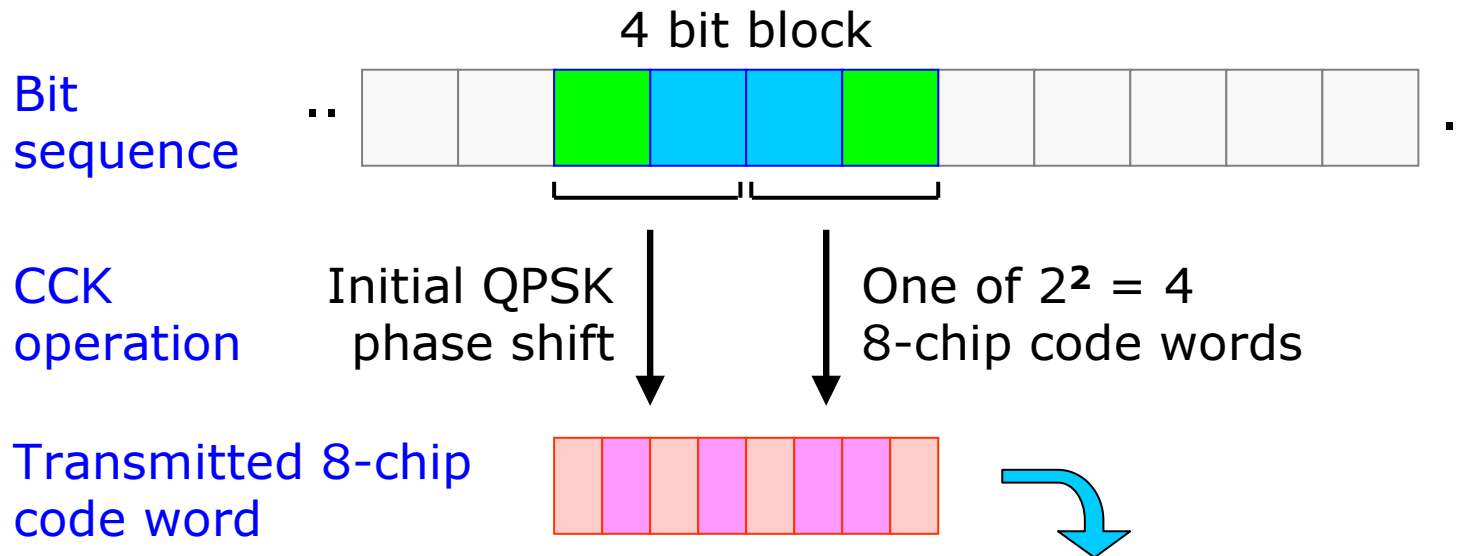 4 bit block
Bit
sequence
..
.
CCK
operation
Initial QPSK
phase shift
One of 2² = 4
8-chip code words
Transmitted 8-chip
code word